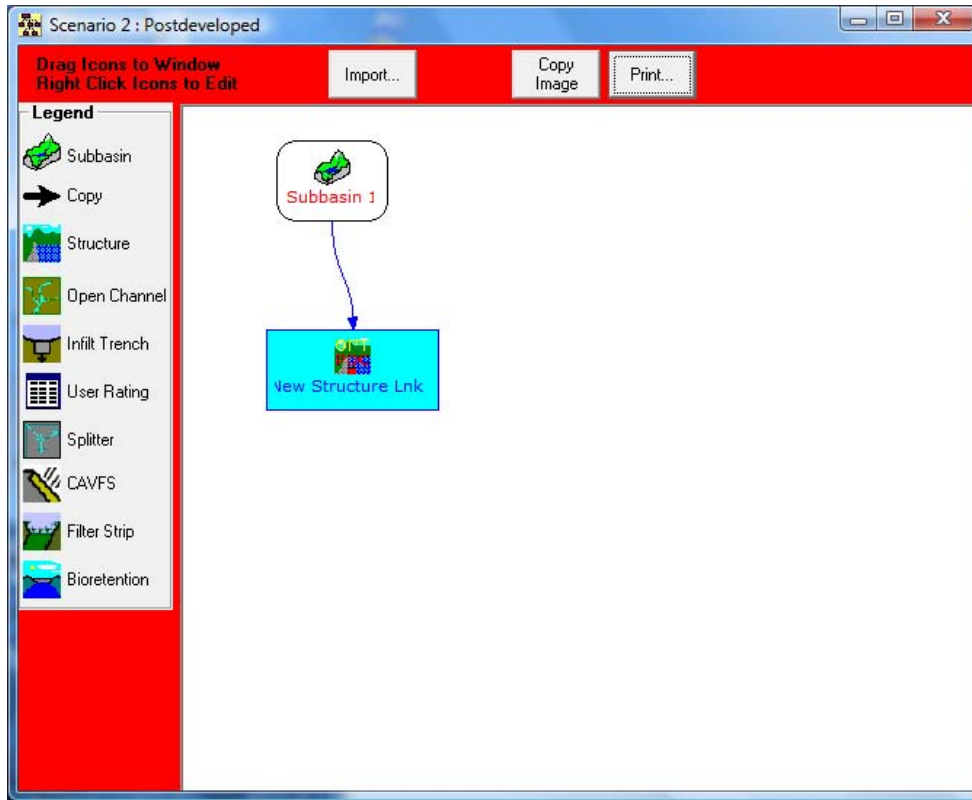 Scenario 2 : Postdeveloped
Drag Icons to Window
Right Click Icons to Edit
Import...
Copy
Image
Print...
Legend
Subbasin
Copy
Structure
Open Channel
Infilt Trench
User Rating
Splitter
CAVFS
Filter Strip
Bioretention
Subbasin 1
New Structure Lnk